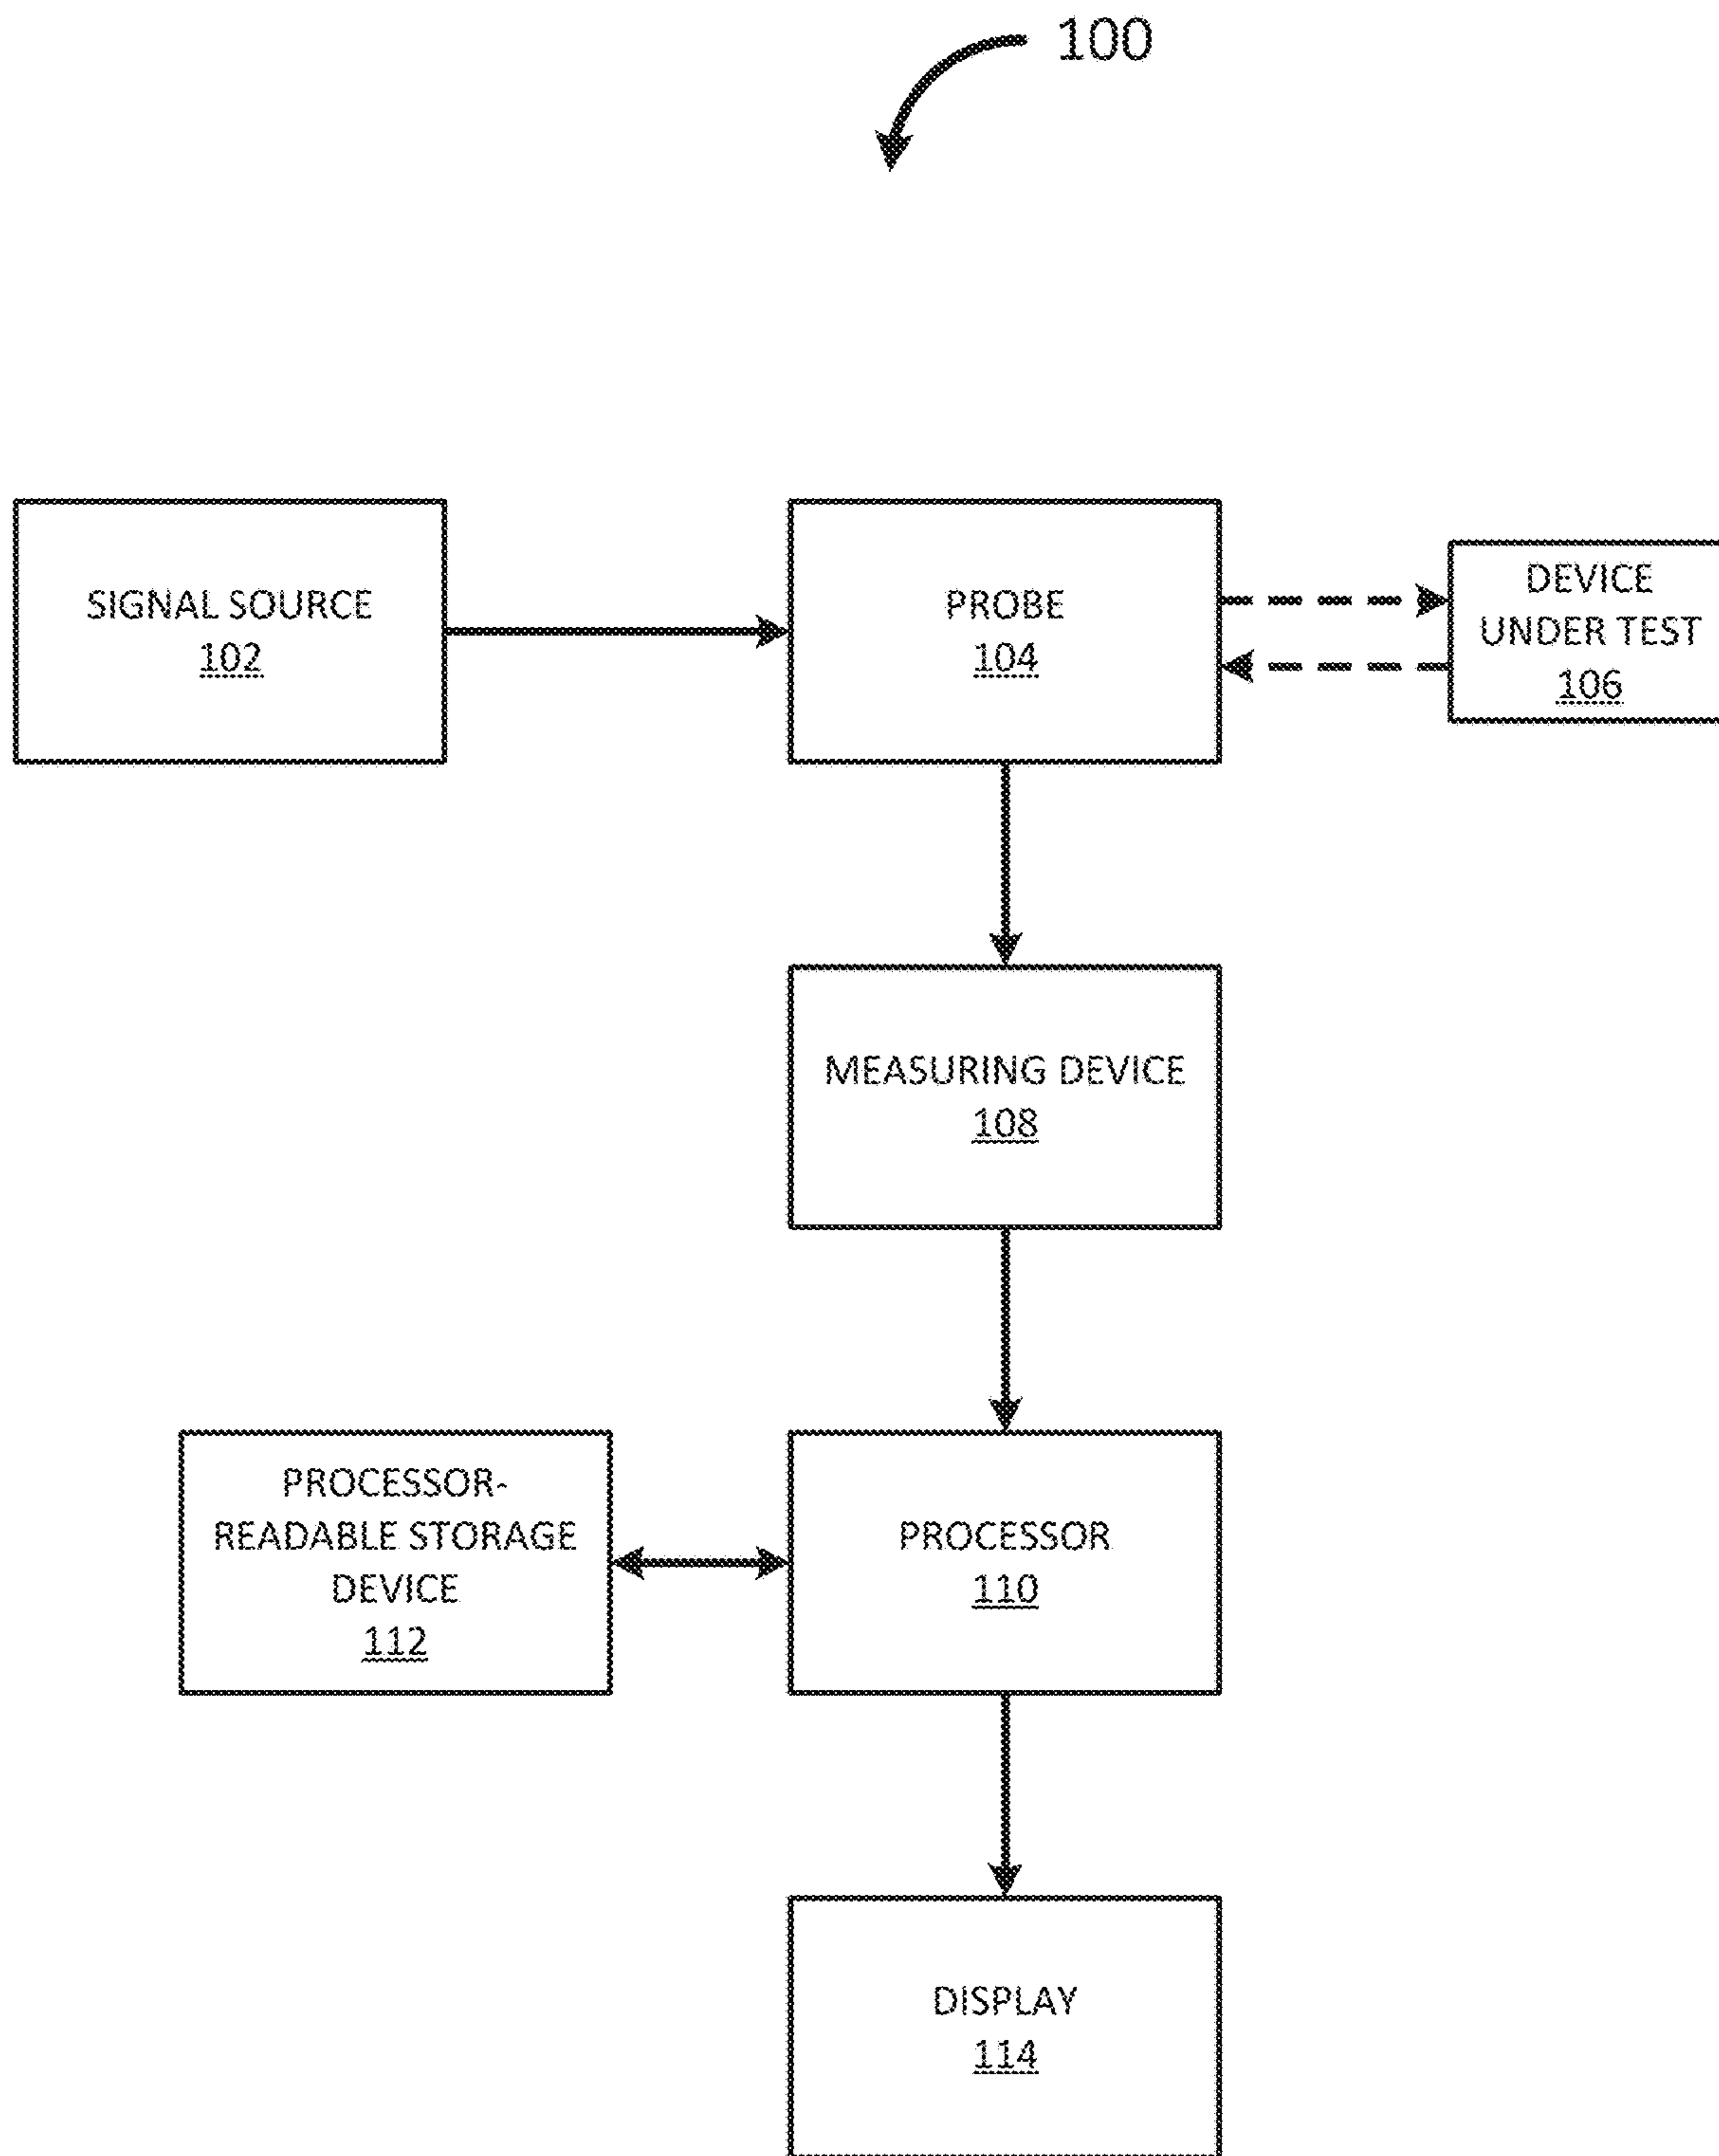 100
SIGNAL SOURCE
102
PROBE
104
DEVICE
UNDER TEST
106
MEASURING DEVICE
108
PROCESSOR-
READABLE STORAGE
DEVICE
112
PROCESSOR
110
DISPLAY
114